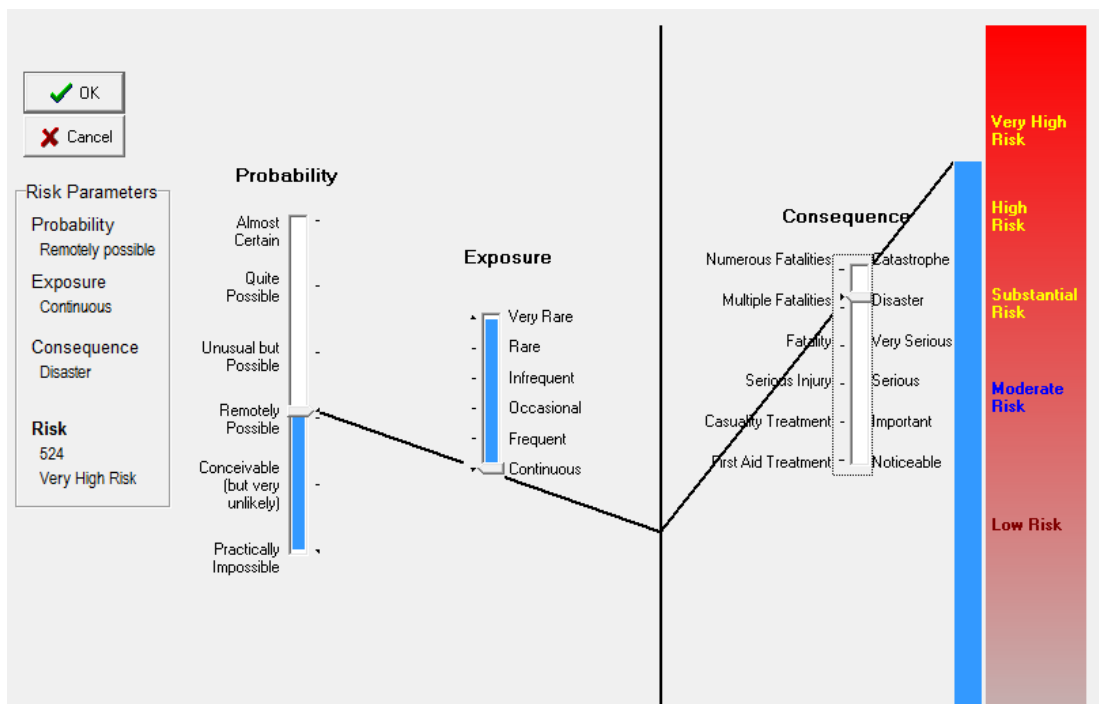 OK
Cancel
Risk Parameters
Probability
Remotely possible
Exposure
Continuous
Consequence
Disaster
Risk
524
Very High Risk
Probability
Almost
Certain
Quite
Possible
Unusual but
Possible
Remotely
Possible
Conceivable
(but very
unlikely)
Practically
Impossible
Exposure
Very Rare
Rare
Infrequent
Occasional
Frequent
Continuous
Consequence
Numerous Fatalities Catastrophe
Multiple Fatalities Disaster
Fatality Very Serious
Serious Injury Serious
Casualty Treatment Important
First Aid Treatment Noticeable
Very High
Risk
High
Risk
Substantial
Risk
Moderate
Risk
Low Risk